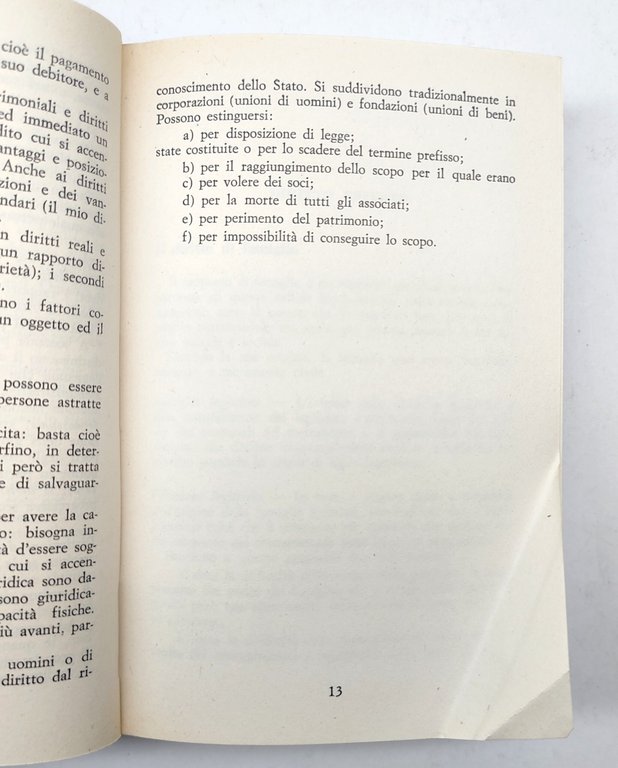 cioè il pagamento
suo debitore, e a
rimoniali e diritti
ed immediato un
dito cui si accen-
antaggi e posizio-
Anche ai diritti
zioni e dei van-
ndari (il mio di-
n diritti reali e
un rapporto di-
rietà); i secondi
no i fattori co-
un oggetto ed il
possono essere
persone astratte
cita: basta cioè
rfino, in deter-
i però si tratta
e di salvaguar-
er avere la ca-
o: bisogna in-
tà d'essere sog-
cui si accen-
ridica sono da-
sono giuridica-
pacità fisiche.
iù avanti, par-
uomini o di
diritto dal ri-
conoscimento dello Stato. Si suddividono tradizionalmente in
corporazioni (unioni di uomini) e fondazioni (unioni di beni).
Possono estinguersi:
a) per disposizione di legge;
state costituite o per lo scadere del termine prefisso;
b) per il raggiungimento dello scopo per il quale erano
c) per volere dei soci;
d) per la morte di tutti gli associati;
e) per perimento del patrimonio;
f) per impossibilità di conseguire lo scopo.
13